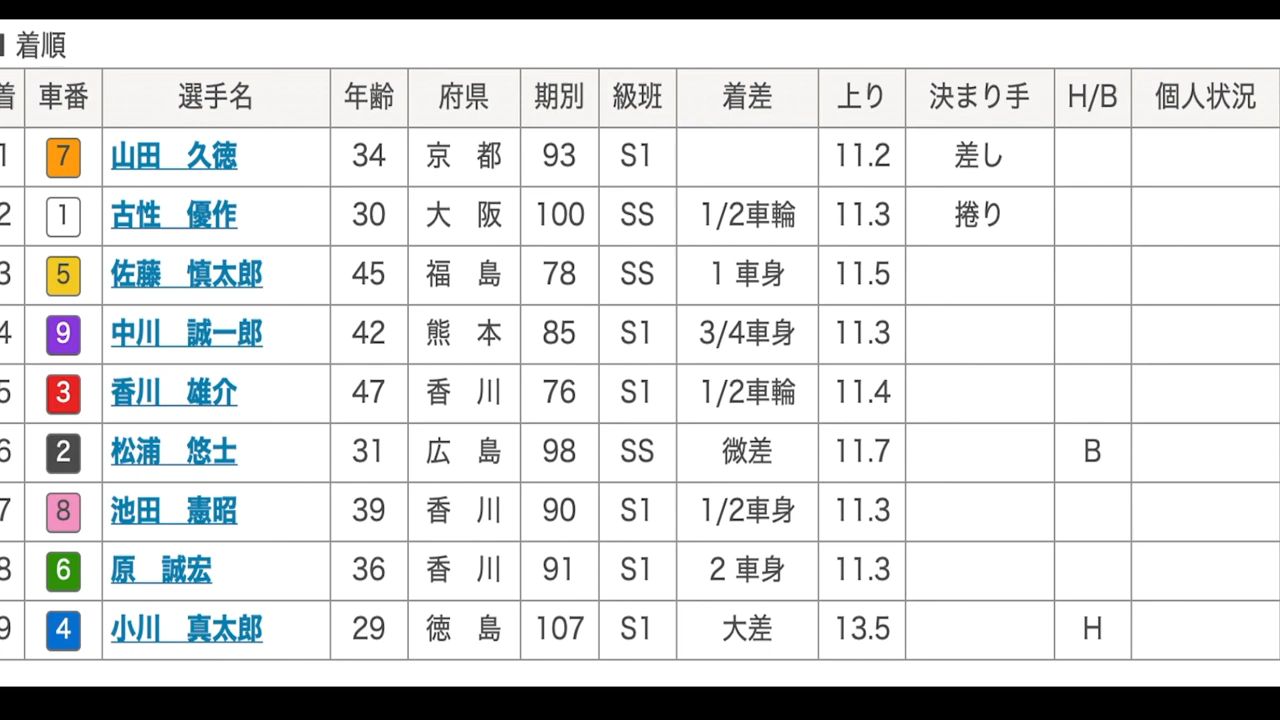 着順
着 車番 選手名 年齢 府県 期別 級班 着差 上り 決まり手 H/B 個人状況
1 7 山田 久徳 34 京 都 93 S1 11.2 差し
2 1 古性 優作 30 大 阪 100 SS 1/2車輪 11.3 捲り
3 5 佐藤 慎太郎 45 福 島 78 SS 1 車身 11.5
4 9 中川 誠一郎 42 熊 本 85 S1 3/4車身 11.3
5 3 香川 雄介 47 香 川 76 S1 1/2車輪 11.4
6 2 松浦 悠士 31 広 島 98 SS 微差 11.7 B
7 8 池田 憲昭 39 香 川 90 S1 1/2車身 11.3
8 6 原 誠宏 36 香 川 91 S1 2 車身 11.3
9 4 小川 真太郎 29 徳 島 107 S1 大差 13.5 H